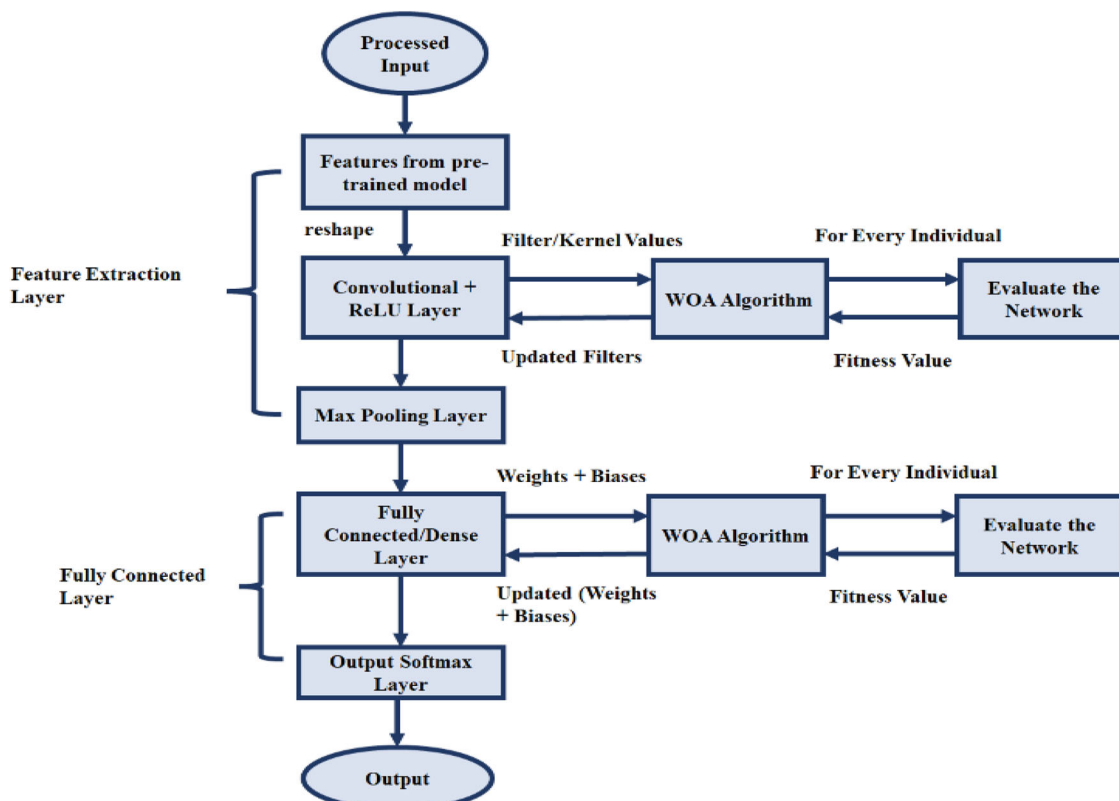 Processed
Input
Features from pre-
trained model
reshape
Filter/Kernel Values
For Every Individual
Feature Extraction
Layer
Convolutional +
ReLU Layer
WOA Algorithm
Evaluate the
Network
Updated Filters
Fitness Value
Max Pooling Layer
Weights + Biases
For Every Individual
Fully
Connected/Dense
Layer
WOA Algorithm
Evaluate the
Network
Fully Connected
Layer
Updated (Weights
+ Biases)
Fitness Value
Output Softmax
Layer
Output